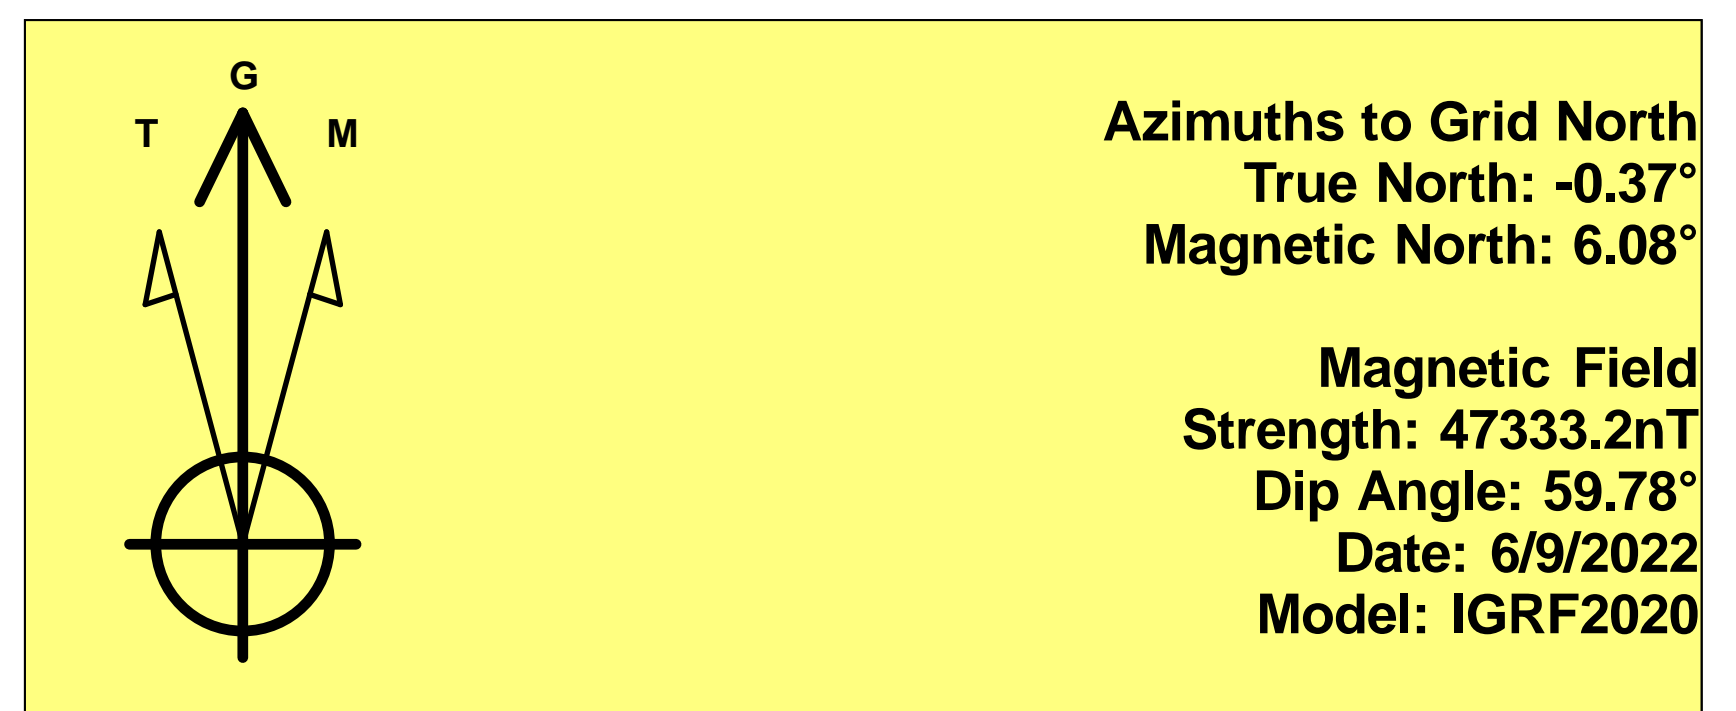 G
T M
Azimuths to Grid North
True North: -0.37°
Magnetic North: 6.08°
Magnetic Field
Strength: 47333.2nT
Dip Angle: 59.78°
Date: 6/9/2022
Model: IGRF2020